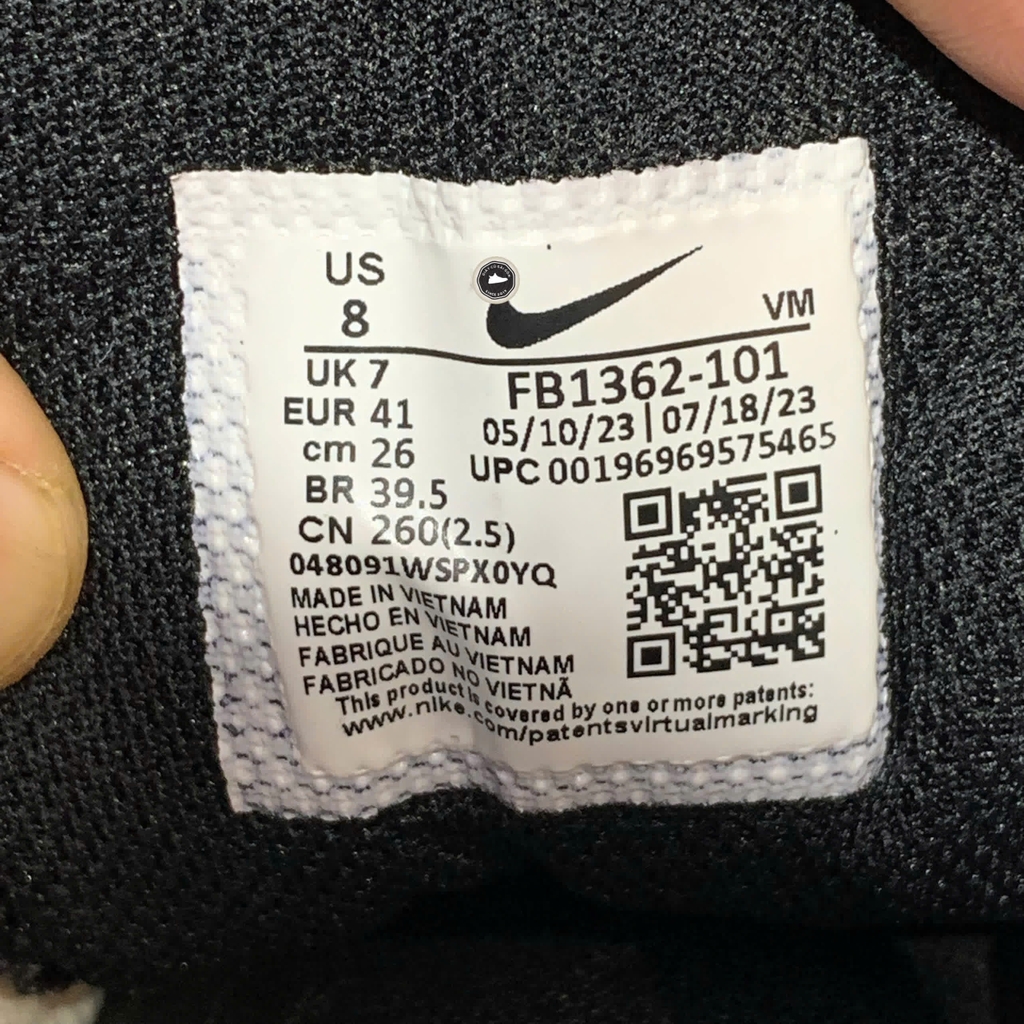 US
8
VM
UK 7
FB1362-101
EUR 41
05/10/23 | 07/18/23
cm 26
UPC 00196969575465
BR 39.5
CN 260(2.5)
048091WSPX0YQ
MADE IN VIETNAM
HECHO EN VIETNAM
FABRIQUE AU VIETNAM
FABRICADO NO VIETNÃ
This product is covered by one or more patents:
www.nike.com/patentsvirtualmarking